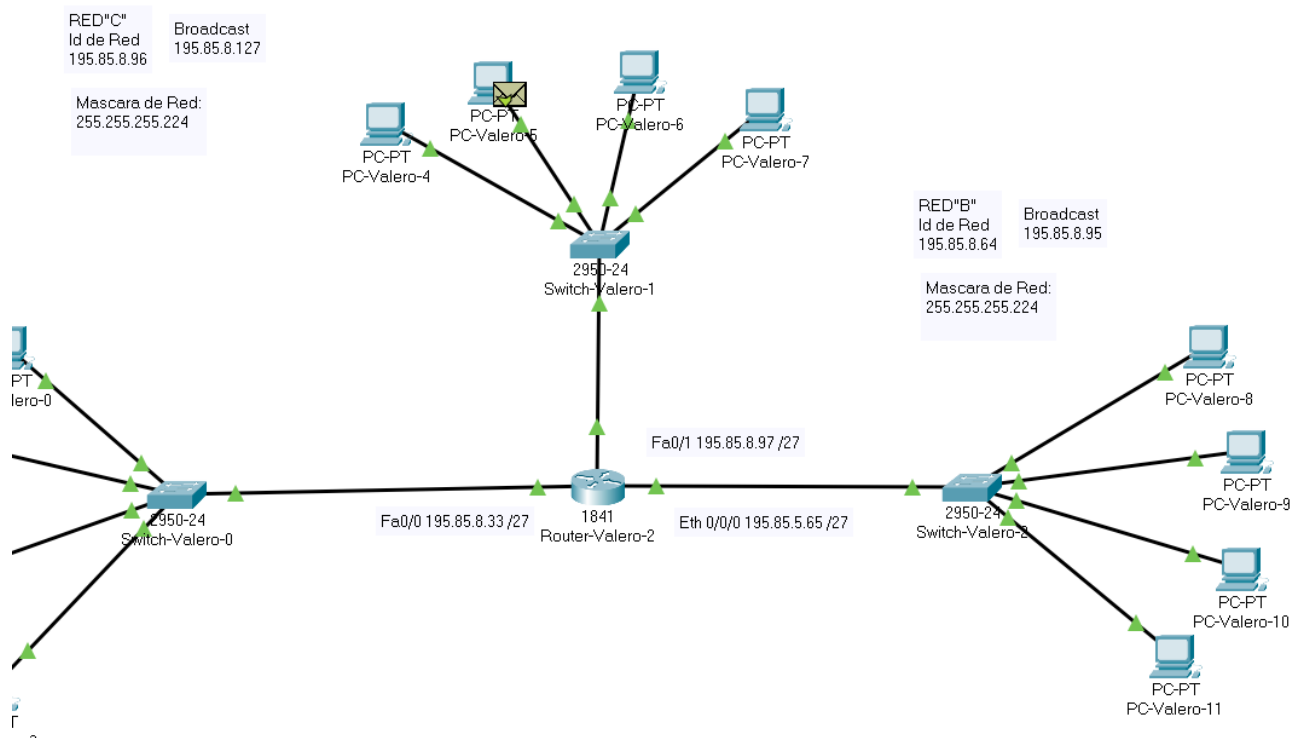 RED"C"
Id de Red
195.85.8.96
Broadcast
195.85.8.127
Mascara de Red:
255.255.255.224
PC-PT
PC-Valero-4
PC-PT
PC-Valero-5
PC-PT
PC-Valero-6
PC-PT
PC-Valero-7
2950-24
Switch-Valero-1
RED"B"
Id de Red
195.85.8.64
Broadcast
195.85.8.95
Mascara de Red:
255.255.255.224
PT
lero-0
2950-24
Switch-Valero-0
Fa0/0 195.85.8.33 /27
Fa0/1 195.85.8.97 /27
1841
Router-Valero-2
Eth 0/0/0 195.85.5.65 /27
2950-24
Switch-Valero-2
PC-PT
PC-Valero-8
PC-PT
PC-Valero-9
PC-PT
PC-Valero-10
PC-PT
PC-Valero-11